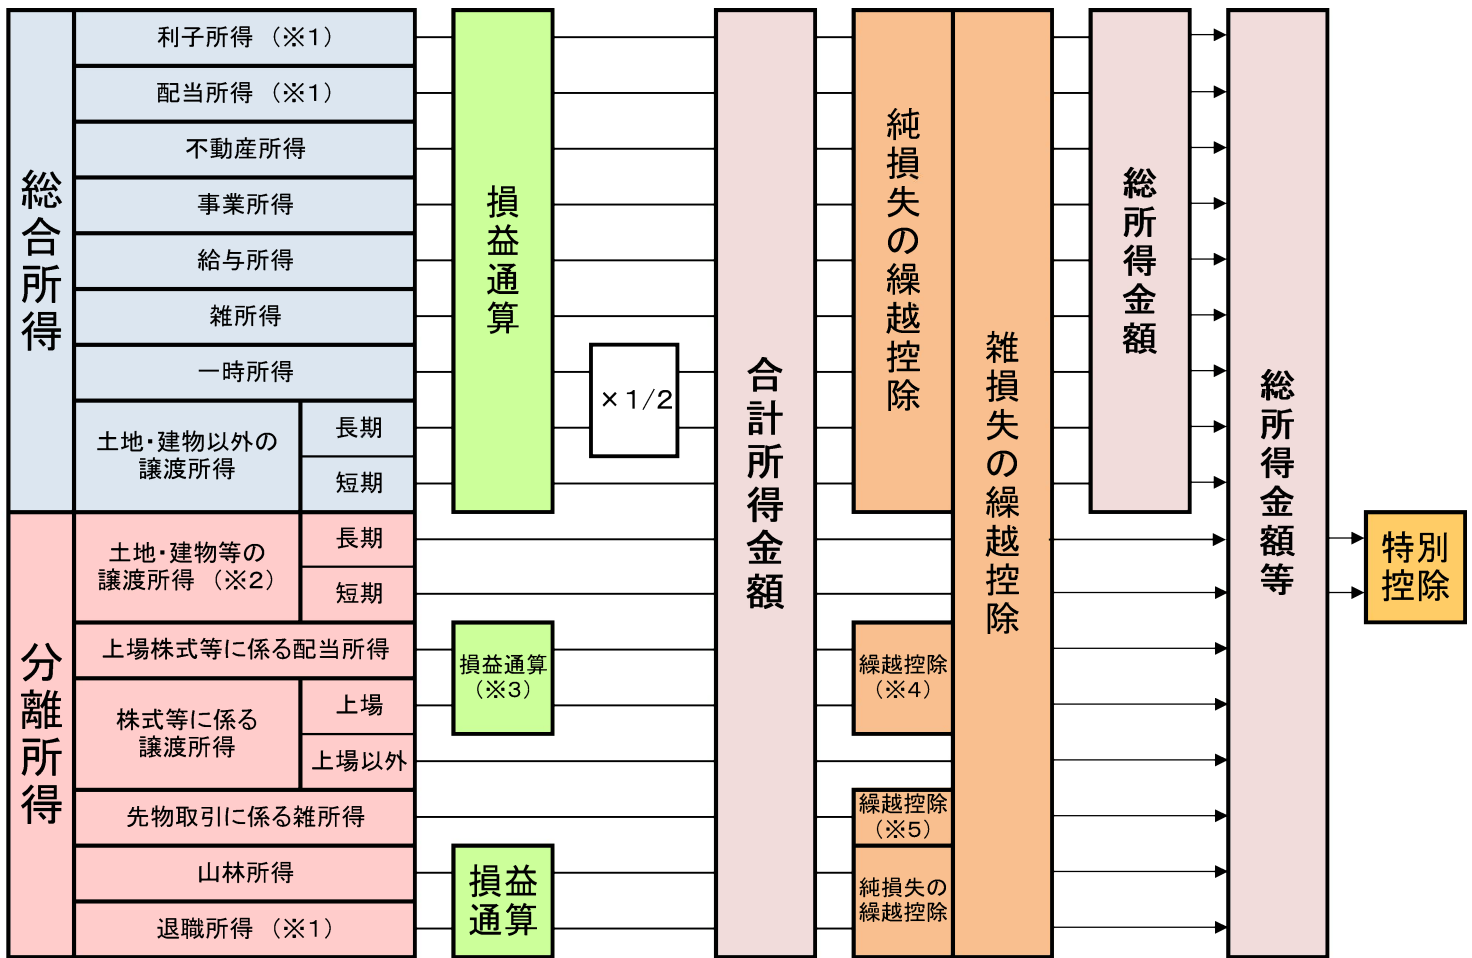 総合所得
利子所得（※1）
配当所得（※1）
不動産所得
事業所得
給与所得
雑所得
一時所得
土地・建物以外の
譲渡所得
長期
短期
分離所得
土地・建物等の
譲渡所得（※2）
長期
短期
上場株式等に係る配当所得
株式等に係る
譲渡所得
上場
上場以外
先物取引に係る雑所得
山林所得
退職所得（※1）
損益通算
損益通算
（※3）
損益
通算
×1/2
合計所得金額
純損失の繰越控除
繰越控除
（※4）
繰越控除
（※5）
純損失の
繰越控除
雑損失の繰越控除
総所得金額
総所得金額等
特別
控除